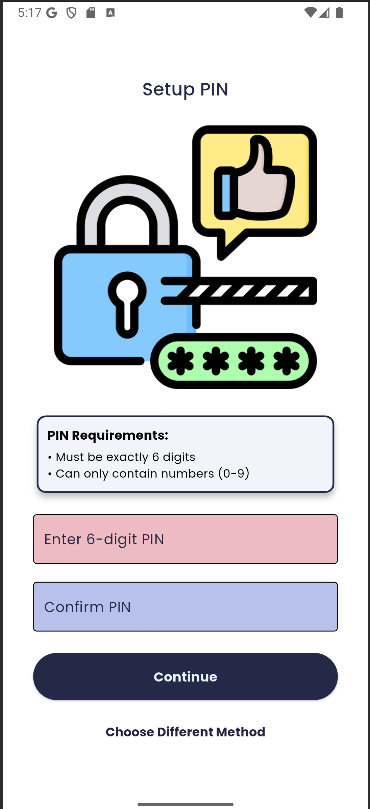 5:17
Setup PIN
PIN Requirements:
• Must be exactly 6 digits
• Can only contain numbers (0-9)
Enter 6-digit PIN
Confirm PIN
Continue
Choose Different Method